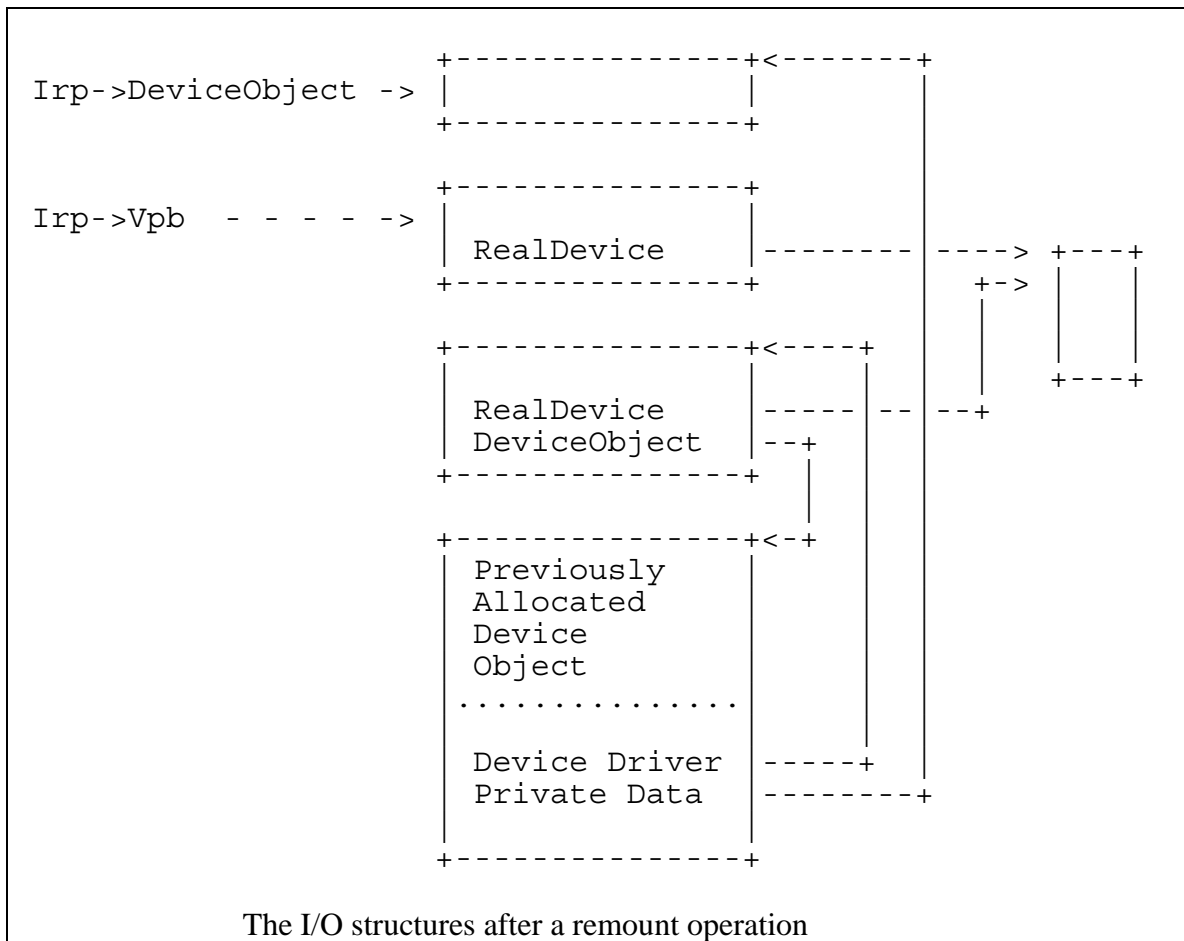 Irp->DeviceObject ->
Irp->Vpb - - - - ->
RealDevice
RealDevice
DeviceObject
Previously
Allocated
Device
Object
...............
Device Driver
Private Data
The I/O structures after a remount operation